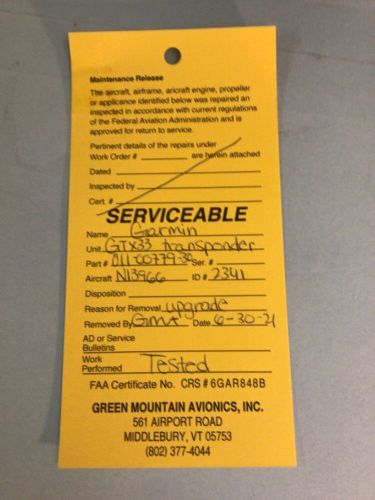 Maintenance Release
The aircraft, airframe, aricraft engine, propeller
or applicance identified below was repaired an
inspected in accordance with current regulations
of the Federal Aviation Administration and is
approved for return to service.
Pertinent details of the repairs under
Work Order # ________ are herein attached
Dated
Inspected by
Cert. #
SERVICEABLE
Name Garmin
Unit GTX33 transponder
Part # 011-00779-30 Ser. #
Aircraft N13966 ID # 2341
Disposition
Reason for Removal upgrade
Removed By GMA Date 6-30-21
AD or Service
Bulletins
Work
Performed Tested
FAA Certificate No. CRS # 6GAR848B
GREEN MOUNTAIN AVIONICS, INC.
561 AIRPORT ROAD
MIDDLEBURY, VT 05753
(802) 377-4044